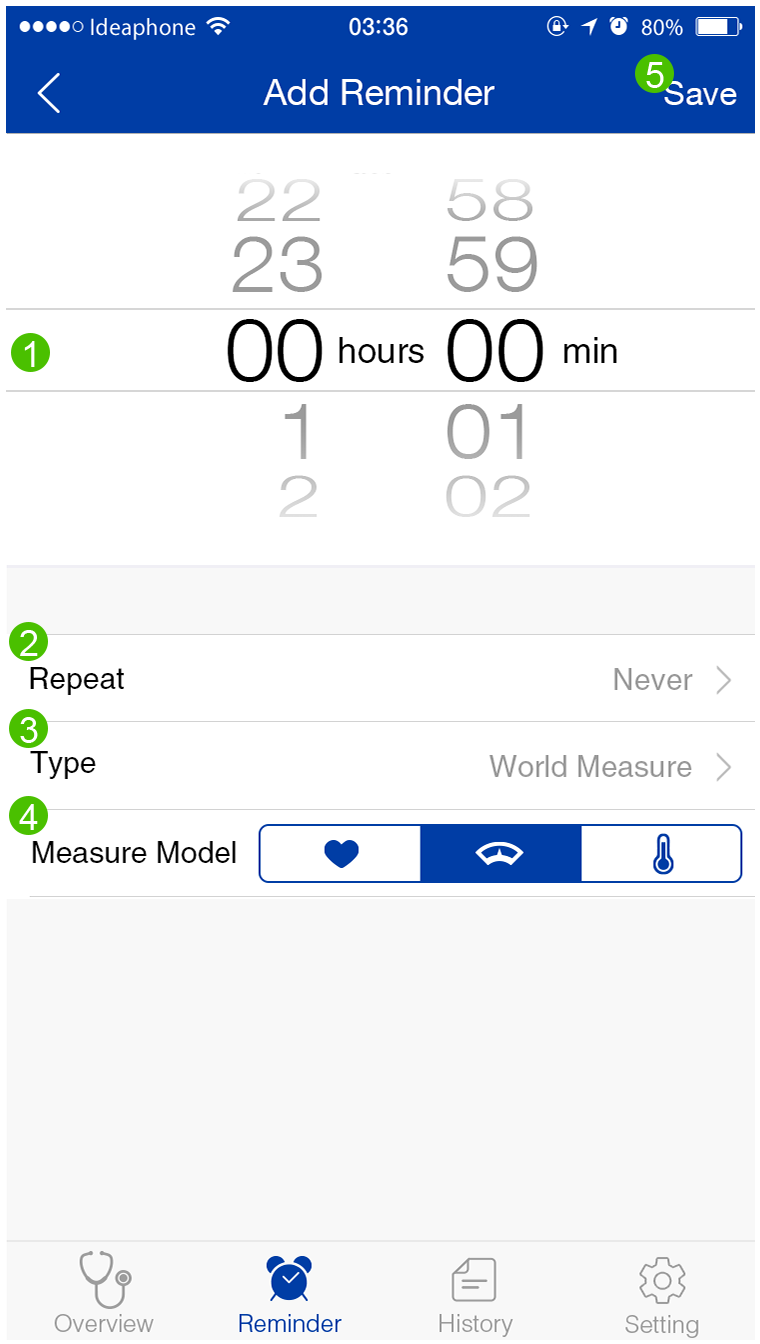 Ideaphone 03:36 80%
Add Reminder 5 Save
22 58
23 59
1 00 hours 00 min
1 01
2 02
2
Repeat Never
3
Type World Measure
4
Measure Model
Overview Reminder History Setting